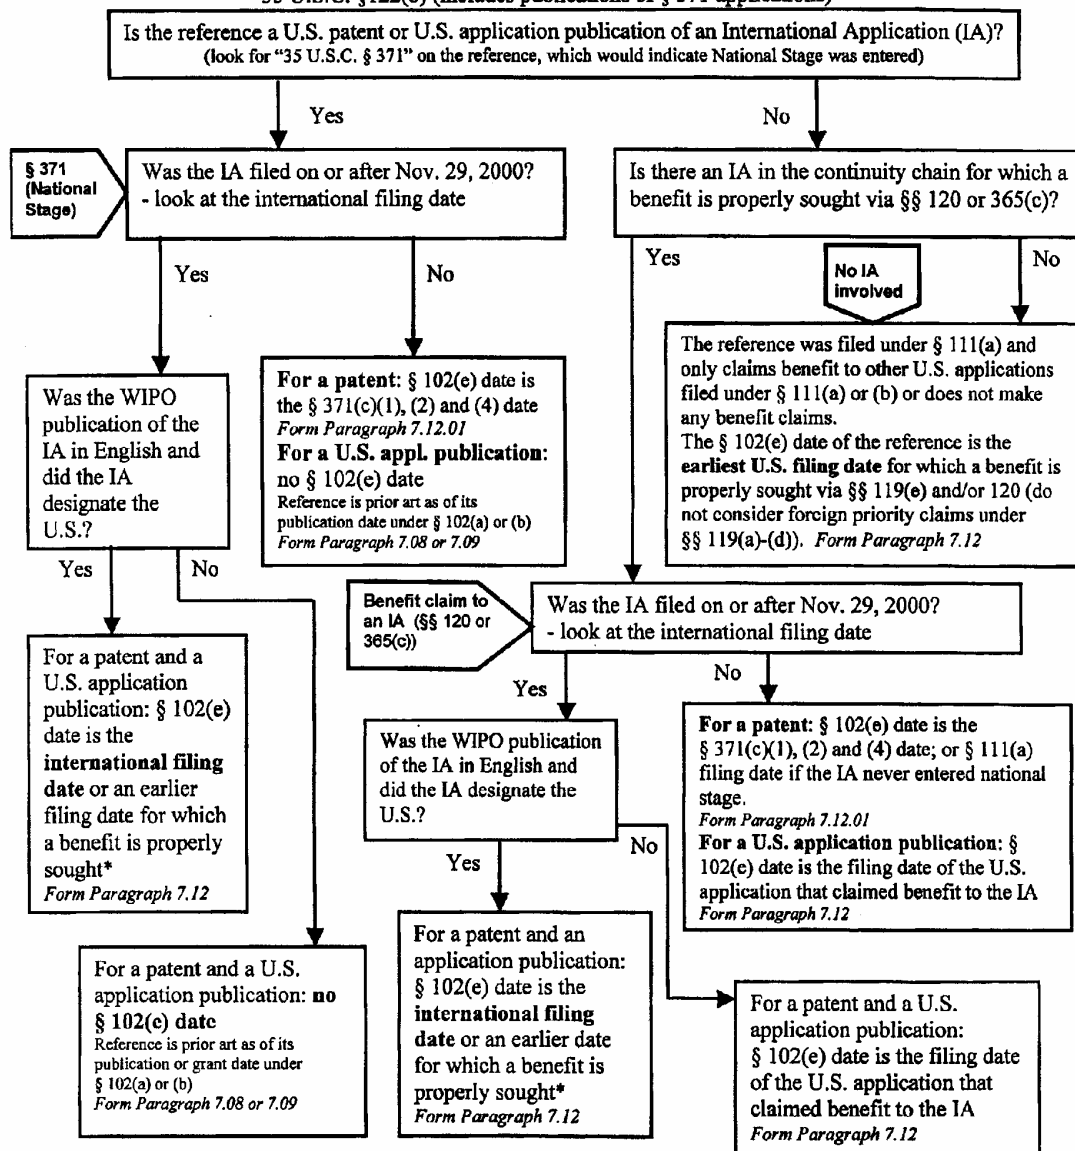 35 U.S.C. § 122(b) (includes publications of § 371 applications)
Is the reference a U.S. patent or U.S. application publication of an International Application (IA)?
(look for “35 U.S.C. § 371” on the reference, which would indicate National Stage was entered)
Yes
No
§ 371
(National
Stage)
Was the IA filed on or after Nov. 29, 2000?
- look at the international filing date
Is there an IA in the continuity chain for which a
benefit is properly sought via §§ 120 or 365(c)?
Yes
No
Yes
No IA
involved
No
Was the WIPO
publication of the
IA in English and
did the IA
designate the
U.S.?
For a patent: § 102(e) date is
the § 371(c)(1), (2) and (4) date
Form Paragraph 7.12.01
For a U.S. appl. publication:
no § 102(e) date
Reference is prior art as of its
publication date under § 102(a) or (b)
Form Paragraph 7.08 or 7.09
The reference was filed under § 111(a) and
only claims benefit to other U.S. applications
filed under § 111(a) or (b) or does not make
any benefit claims.
The § 102(e) date of the reference is the
earliest U.S. filing date for which a benefit is
properly sought via §§ 119(e) and/or 120 (do
not consider foreign priority claims under
§§ 119(a)-(d)). Form Paragraph 7.12
Yes
No
Benefit claim to
an IA (§§ 120 or
365(c))
Was the IA filed on or after Nov. 29, 2000?
- look at the international filing date
For a patent and a
U.S. application
publication: § 102(e)
date is the
international filing
date or an earlier
filing date for which
a benefit is properly
sought*
Form Paragraph 7.12
Yes
No
Was the WIPO publication
of the IA in English and
did the IA designate the
U.S.?
For a patent: § 102(e) date is the
§ 371(c)(1), (2) and (4) date; or § 111(a)
filing date if the IA never entered national
stage.
Form Paragraph 7.12.01
For a U.S. application publication: §
102(e) date is the filing date of the U.S.
application that claimed benefit to the IA
Form Paragraph 7.12
Yes
No
For a patent and a U.S.
application publication: no
§ 102(e) date
Reference is prior art as of its
publication or grant date under
§ 102(a) or (b)
Form Paragraph 7.08 or 7.09
For a patent and an
application publication:
§ 102(e) date is the
international filing
date or an earlier date
for which a benefit is
properly sought*
Form Paragraph 7.12
For a patent and a U.S.
application publication:
§ 102(e) date is the filing date
of the U.S. application that
claimed benefit to the IA
Form Paragraph 7.12